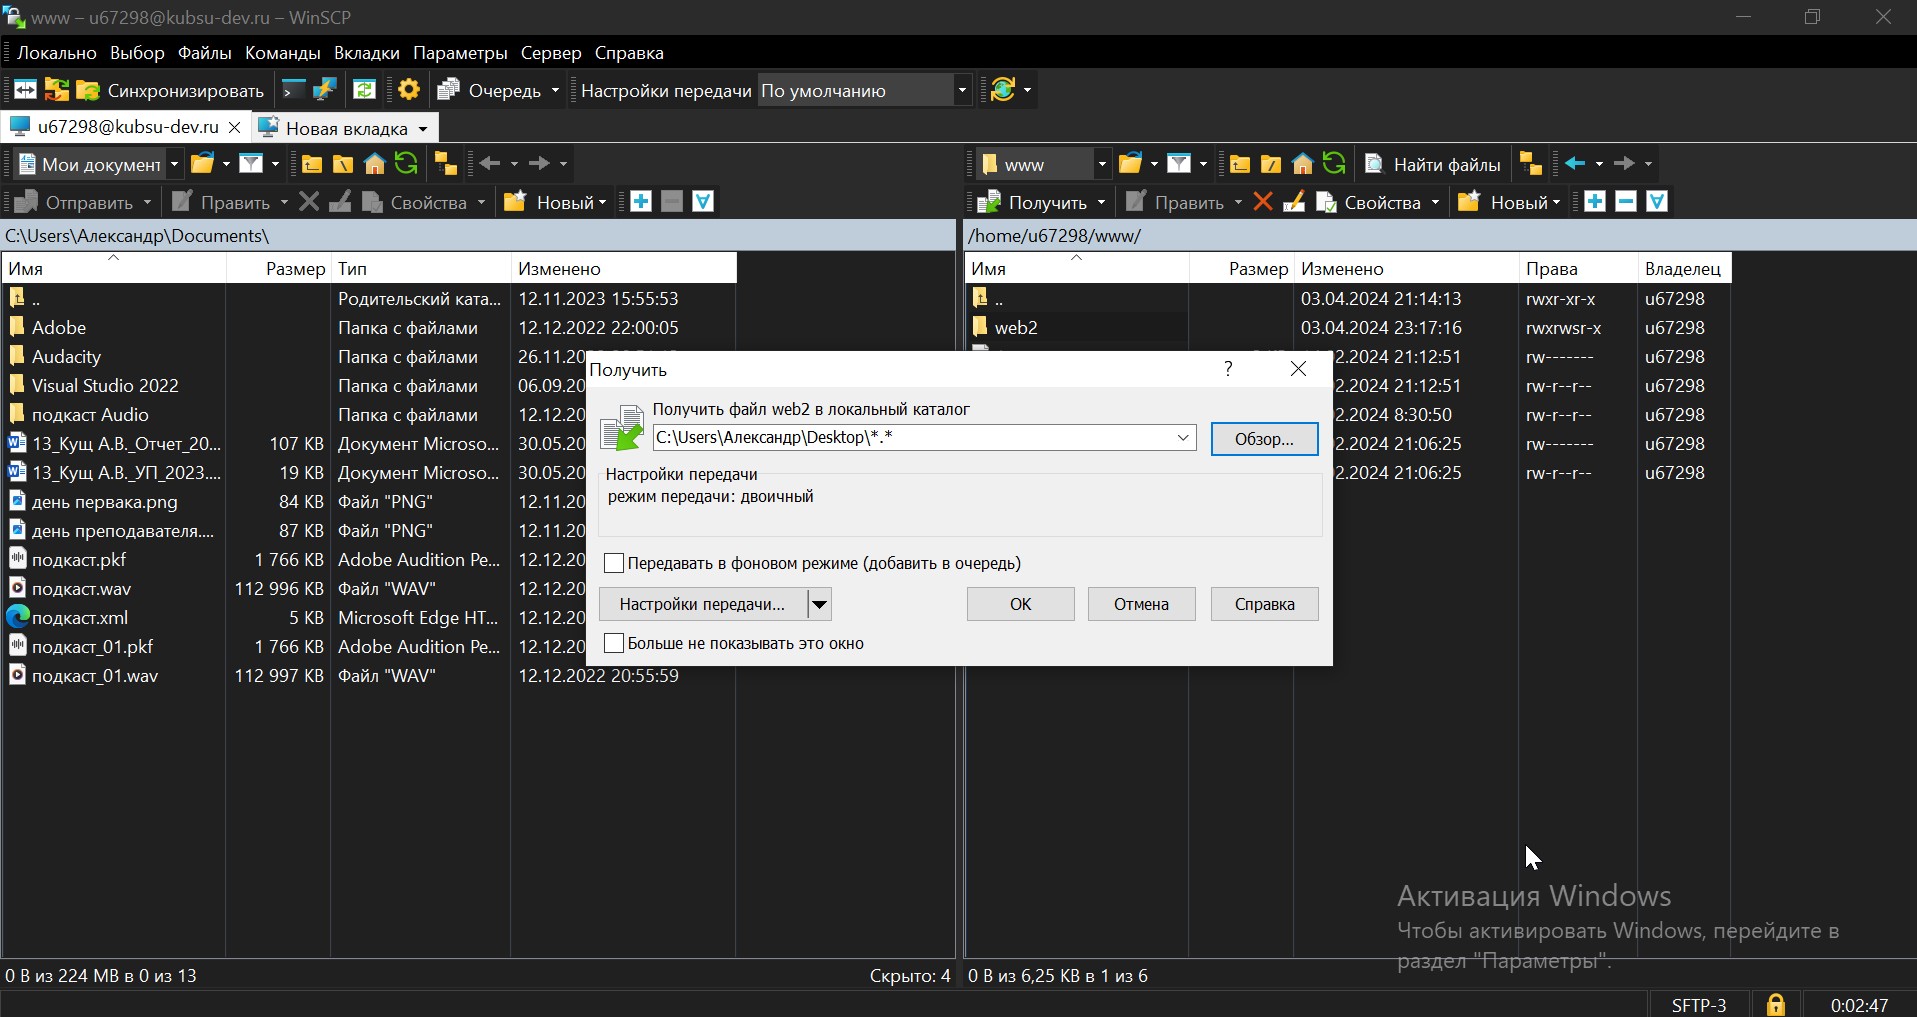 www – u67298@kubsu-dev.ru – WinSCP
Локально Выбор Файлы Команды Вкладки Параметры Сервер Справка
Синхронизировать Очередь Настройки передачи По умолчанию
u67298@kubsu-dev.ru Новая вкладка
Мои документ www Найти файлы
Отправить Править Свойства Новый Получить Править Свойства Новый
C:\Users\Александр\Documents\ /home/u67298/www/
Имя Размер Тип Изменено Имя Размер Изменено Права Владелец
.. Родительский ката... 12.11.2023 15:55:53 .. 03.04.2024 21:14:13 rwxr-xr-x u67298
Adobe Папка с файлами 12.12.2022 22:00:05 web2 03.04.2024 23:17:16 rwxrwsr-x u67298
Audacity Папка с файлами 26.11.20 2.2024 21:12:51 rw------- u67298
Visual Studio 2022 Папка с файлами 06.09.20 2.2024 21:12:51 rw-r--r-- u67298
подкаст Audio Папка с файлами 12.12.20 2.2024 8:30:50 rw-r--r-- u67298
13_Кущ А.В._Отчет_20... 107 KB Документ Microso... 30.05.20 2.2024 21:06:25 rw------- u67298
13_Кущ А.В._УП_2023.... 19 KB Документ Microso... 30.05.20 2.2024 21:06:25 rw-r--r-- u67298
день первака.png 84 KB Файл "PNG" 12.11.20
день преподавателя.... 87 KB Файл "PNG" 12.11.20
подкаст.pkf 1 766 KB Adobe Audition Pe... 12.12.20
подкаст.wav 112 996 KB Файл "WAV" 12.12.20
подкаст.xml 5 KB Microsoft Edge HT... 12.12.20
подкаст_01.pkf 1 766 KB Adobe Audition Pe... 12.12.20
подкаст_01.wav 112 997 KB Файл "WAV" 12.12.2022 20:55:59
Получить ?
Получить файл web2 в локальный каталог
C:\Users\Александр\Desktop\*.* Обзор...
Настройки передачи
режим передачи: двоичный
Передавать в фоновом режиме (добавить в очередь)
Настройки передачи... OK Отмена Справка
Больше не показывать это окно
Активация Windows
Чтобы активировать Windows, перейдите в
раздел "Параметры".
0 B из 224 MB в 0 из 13 Скрыто: 4 0 B из 6,25 KB в 1 из 6
SFTP-3 0:02:47